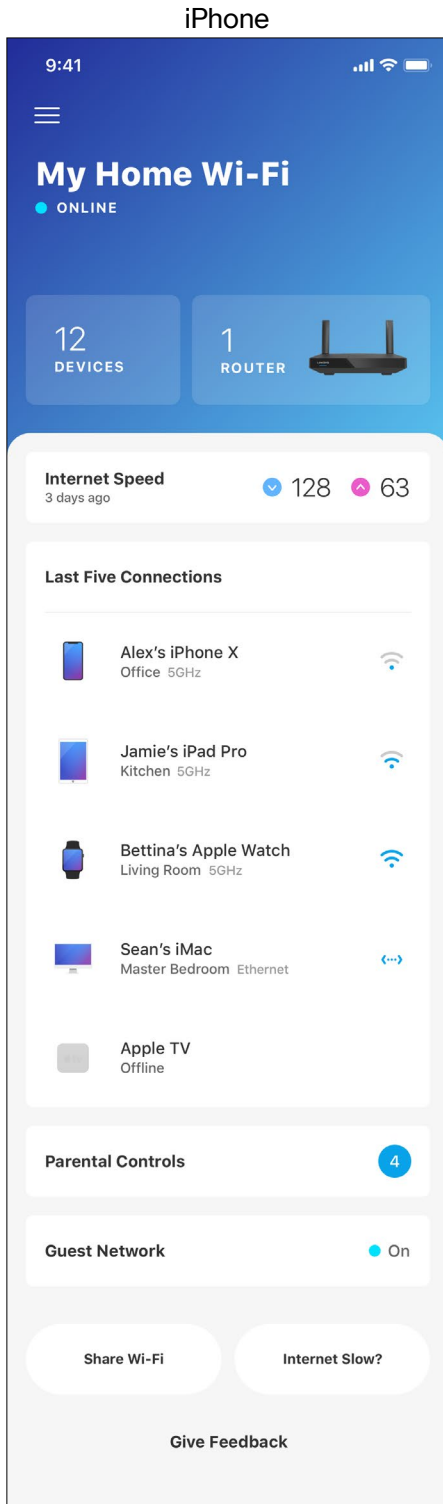 iPhone
9:41
My Home Wi-Fi
ONLINE
12
DEVICES
1
ROUTER
Internet Speed
3 days ago
128
63
Last Five Connections
Alex's iPhone X
Office 5GHz
Jamie's iPad Pro
Kitchen 5GHz
Bettina's Apple Watch
Living Room 5GHz
Sean's iMac
Master Bedroom Ethernet
Apple TV
Offline
Parental Controls
4
Guest Network
On
Share Wi-Fi
Internet Slow?
Give Feedback